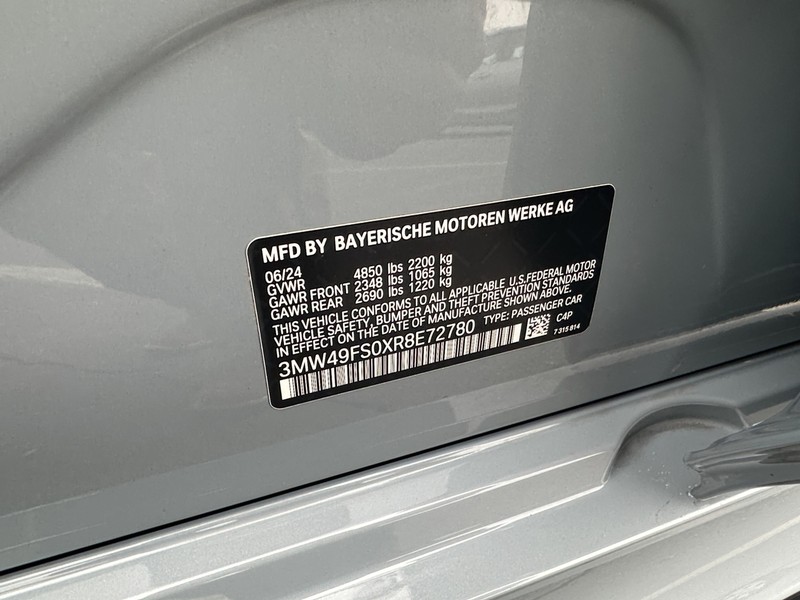 MFD BY BAYERISCHE MOTOREN WERKE AG
06/24
GVWR 4850 lbs 2200 kg
GAWR FRONT 2348 lbs 1065 kg
GAWR REAR 2690 lbs 1220 kg
THIS VEHICLE CONFORMS TO ALL APPLICABLE U.S.FEDERAL MOTOR
VEHICLE SAFETY, BUMPER AND THEFT PREVENTION STANDARDS
IN EFFECT ON THE DATE OF MANUFACTURE SHOWN ABOVE.
TYPE: PASSENGER CAR
3MW49FS0XR8E72780
C4P
7 315 814